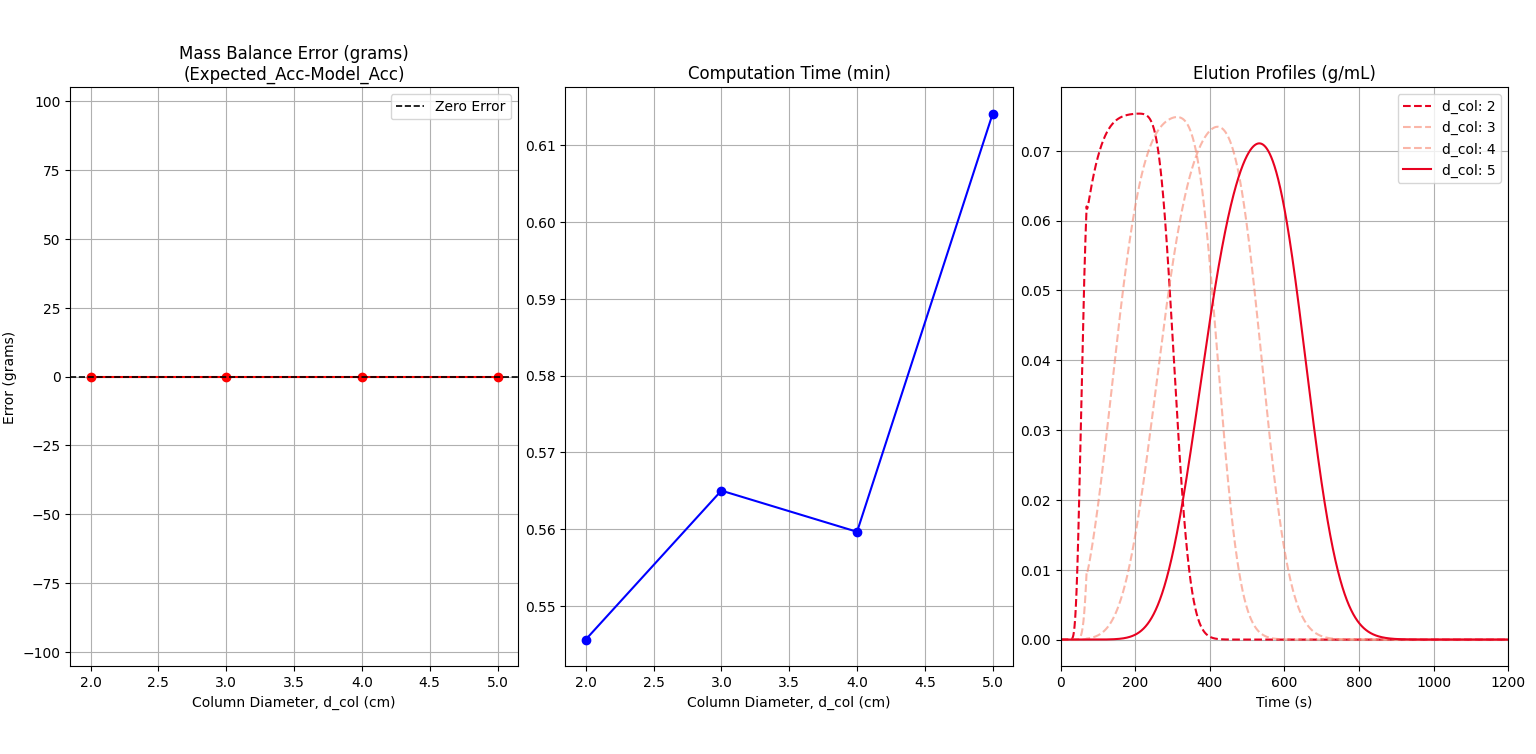 Mass Balance Error (grams)
(Expected_Acc-Model_Acc)
Zero Error
100
75
50
25
0
−25
−50
−75
−100
Error (grams)
2.0 2.5 3.0 3.5 4.0 4.5 5.0
Column Diameter, d_col (cm)
Computation Time (min)
0.61
0.60
0.59
0.58
0.57
0.56
0.55
2.0 2.5 3.0 3.5 4.0 4.5 5.0
Column Diameter, d_col (cm)
Elution Profiles (g/mL)
d_col: 2
d_col: 3
d_col: 4
d_col: 5
0.07
0.06
0.05
0.04
0.03
0.02
0.01
0.00
0 200 400 600 800 1000 1200
Time (s)